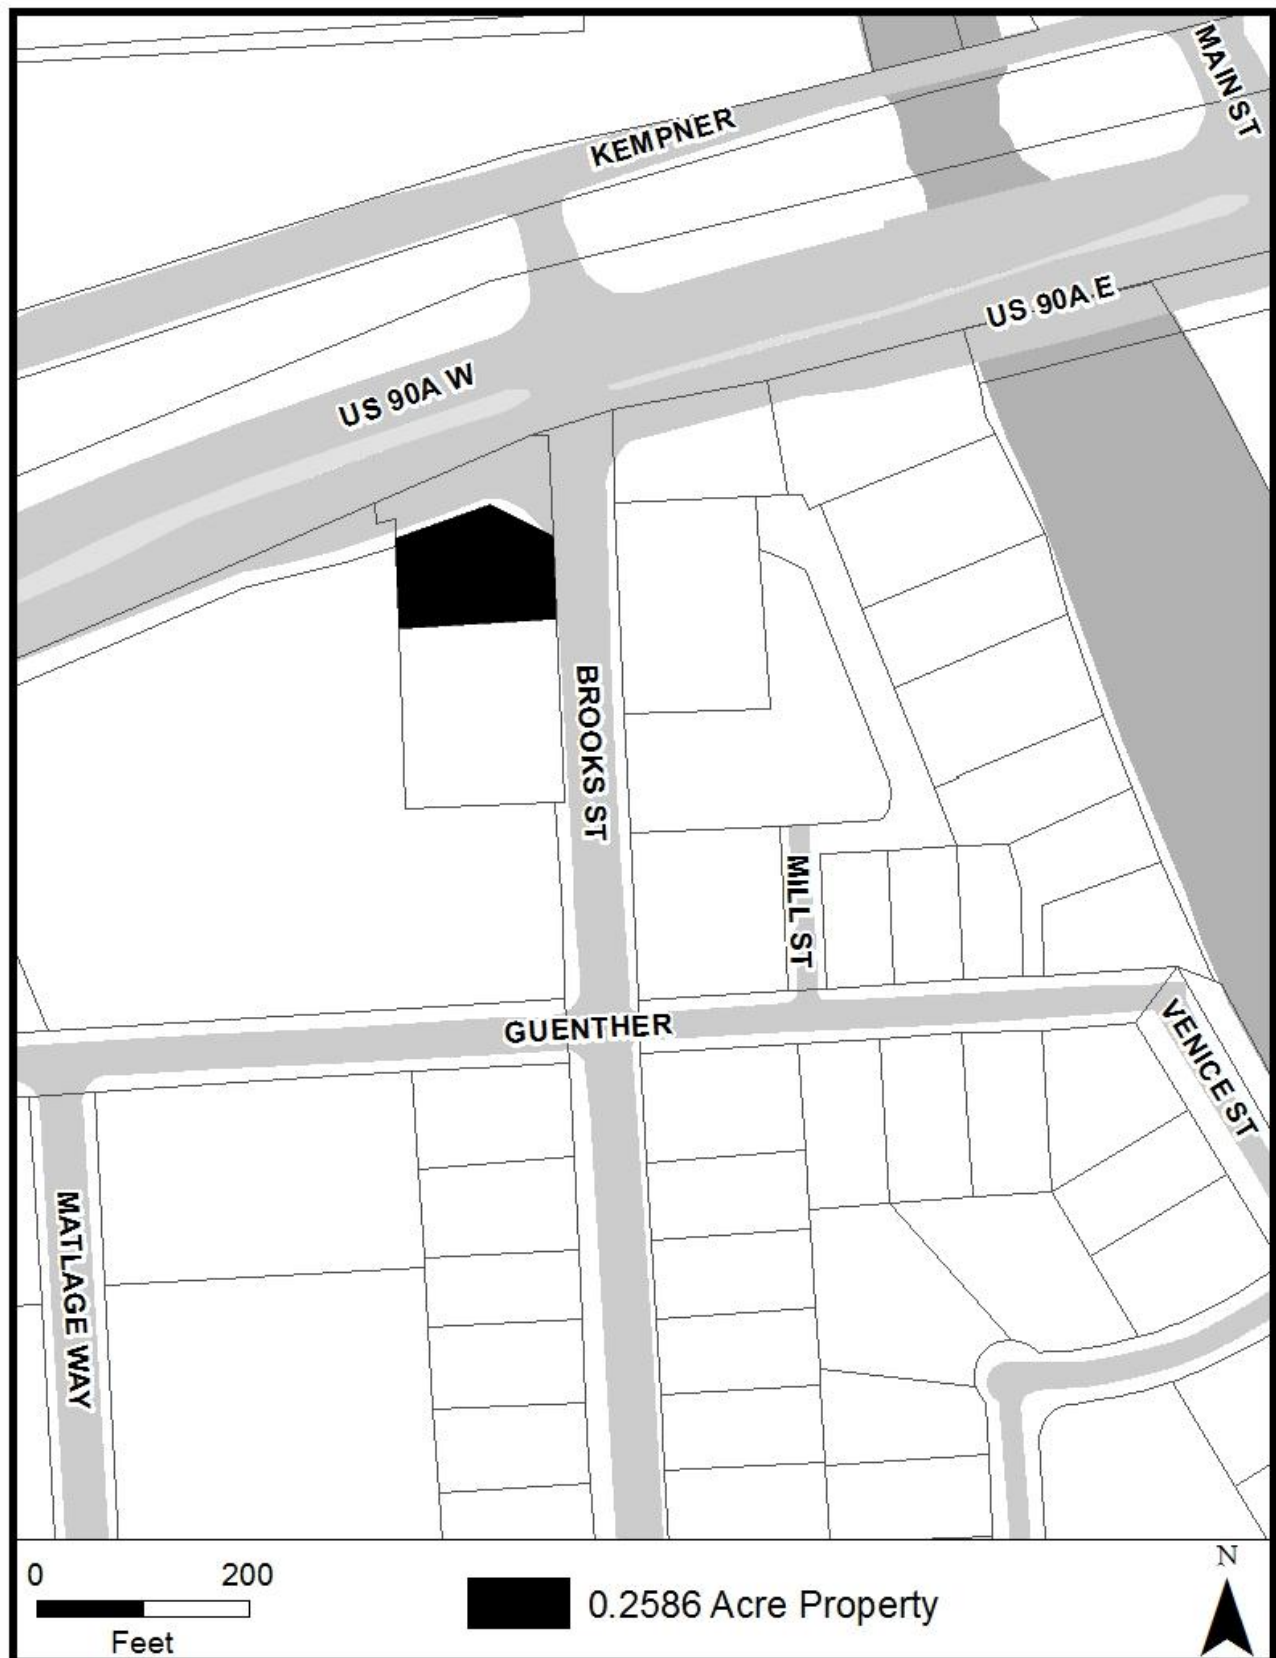 MAIN ST
KEMPNER
US 90A E
US 90A W
BROOKS ST
MILL ST
GUENTHER
VENICE ST
MATLAGE WAY
0 200
Feet
0.2586 Acre Property
N